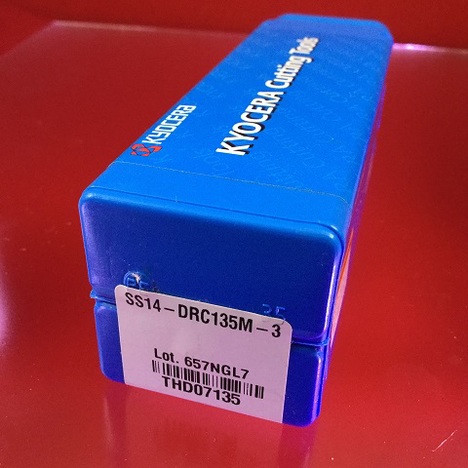 KYOCERA
KYOCERA Cutting Tools
SS14-DRC135M-3
Lot. 657NGL7
THD07135